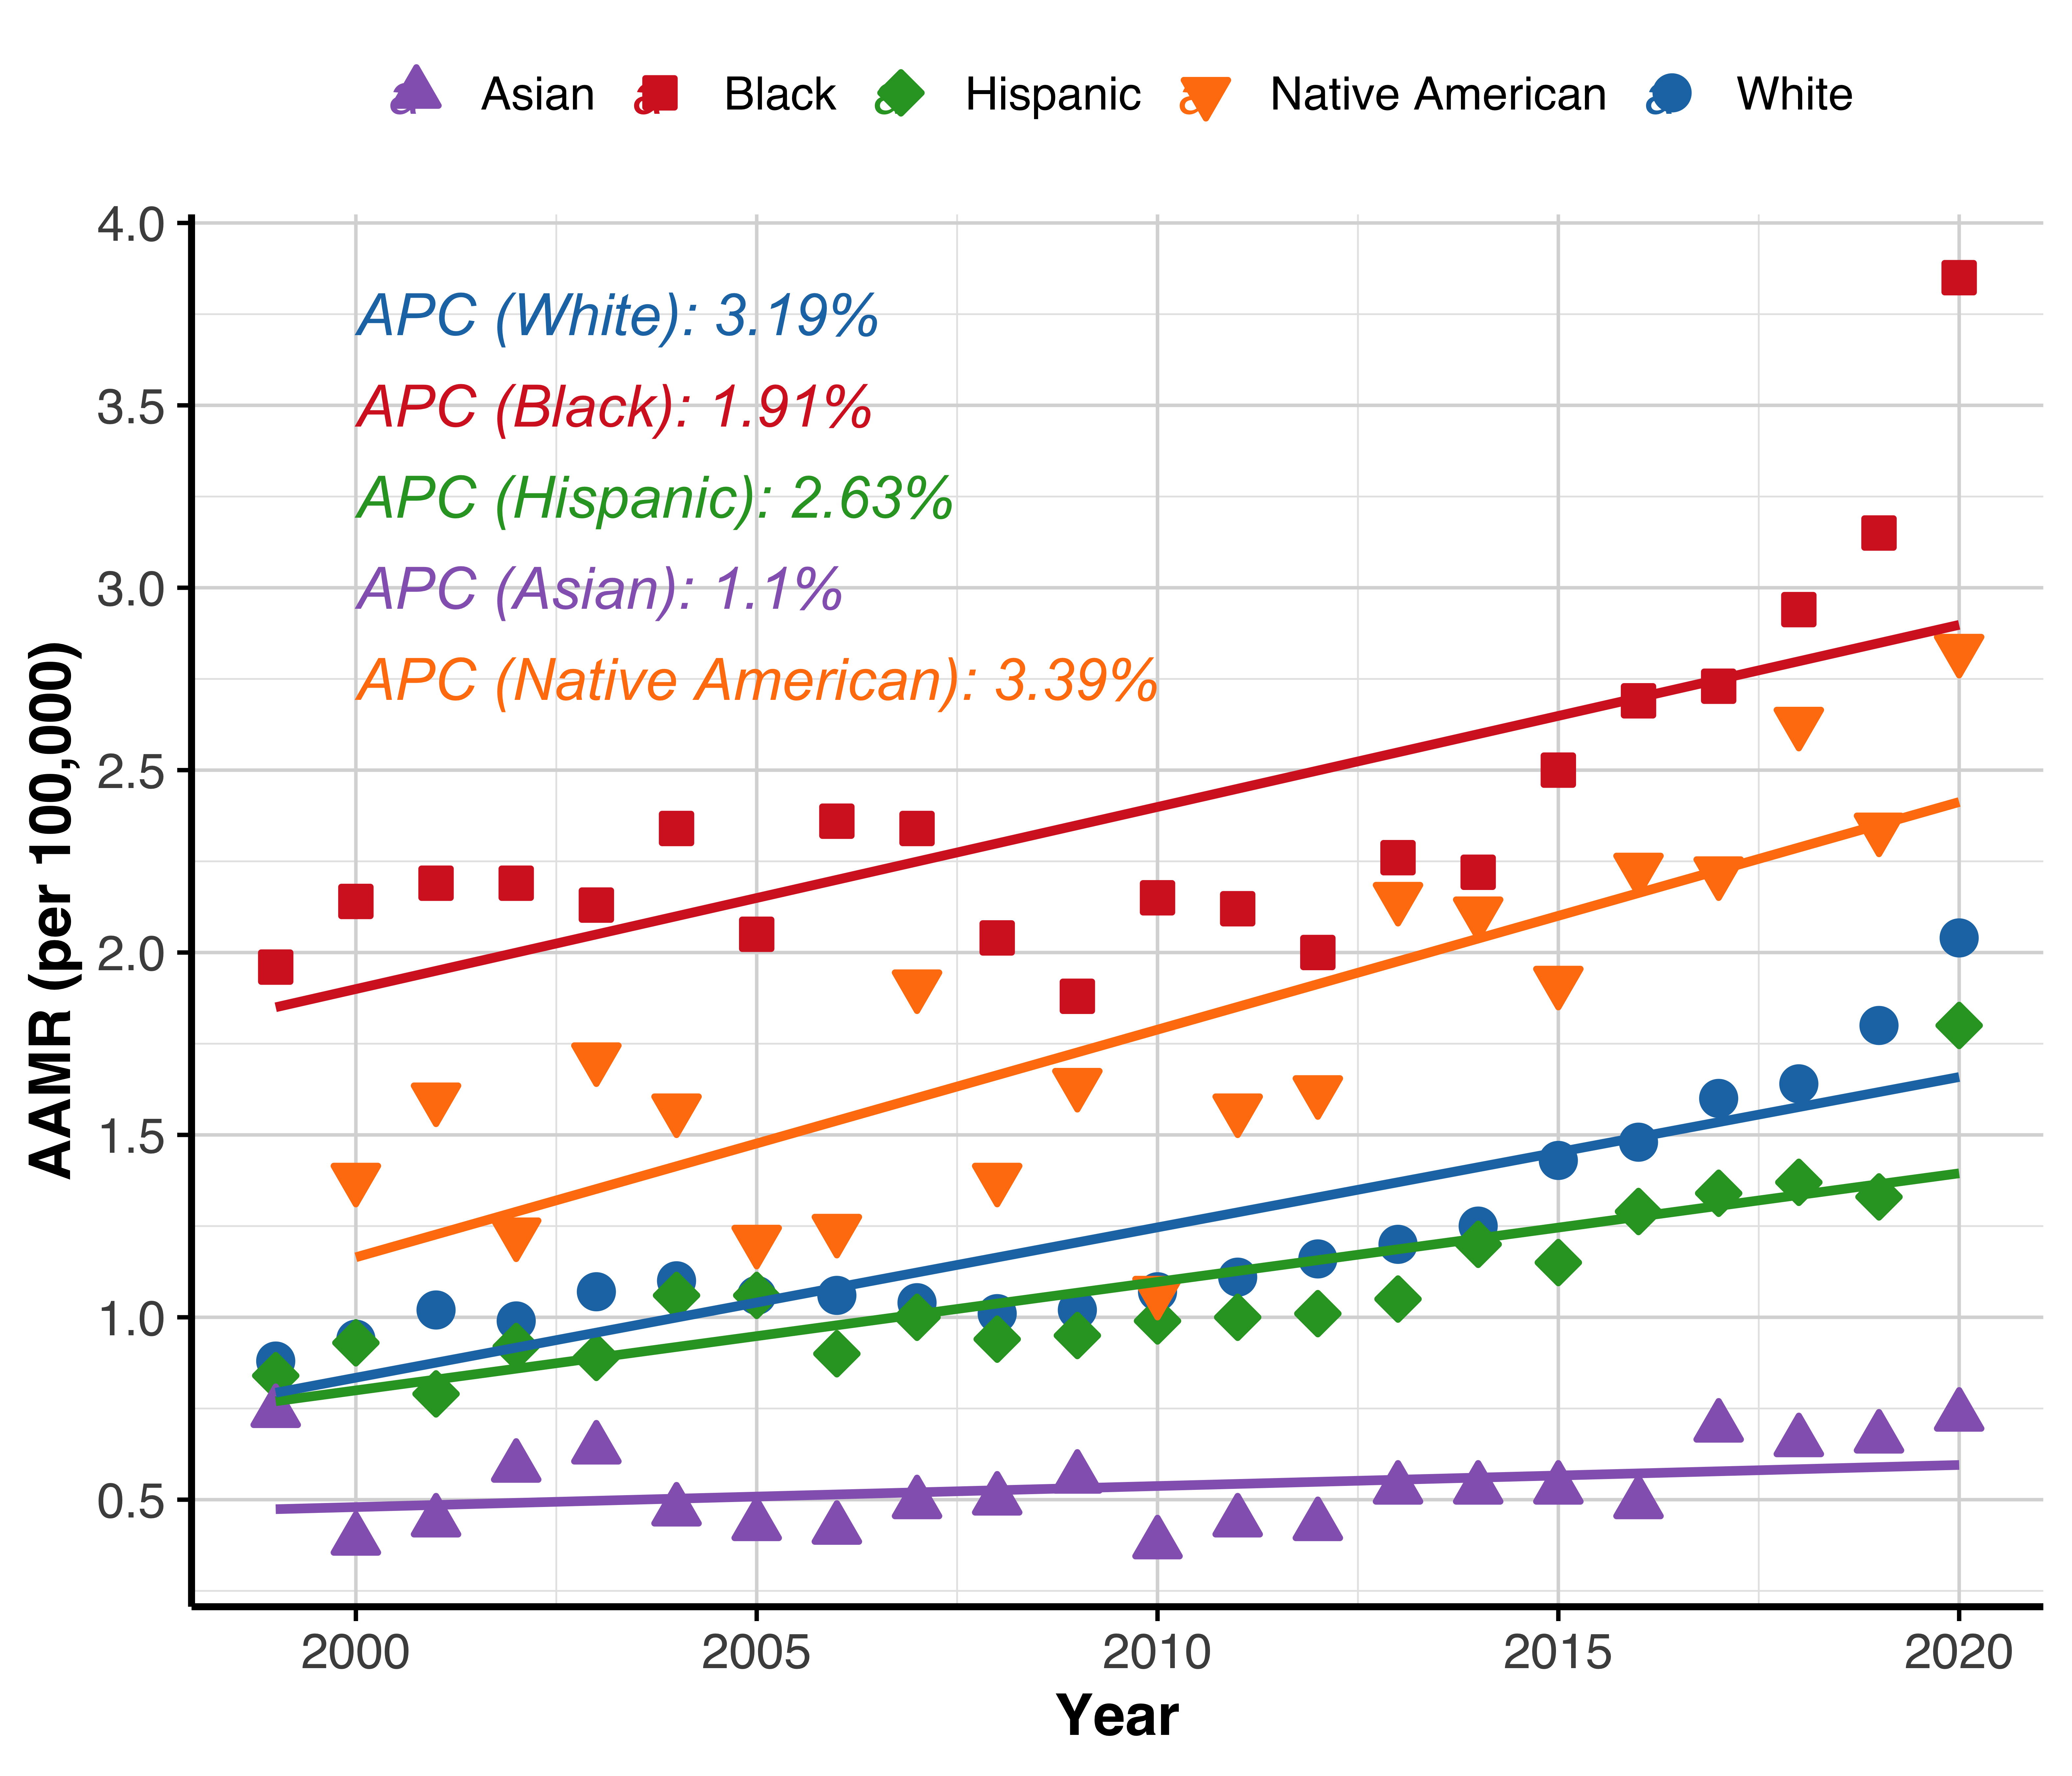 a Asian a Black a Hispanic a Native American a White
4.0
3.5
3.0
2.5
2.0
1.5
1.0
0.5
AAMR (per 100,000)
APC (White): 3.19%
APC (Black): 1.91%
APC (Hispanic): 2.63%
APC (Asian): 1.1%
APC (Native American): 3.39%
2000 2005 2010 2015 2020
Year